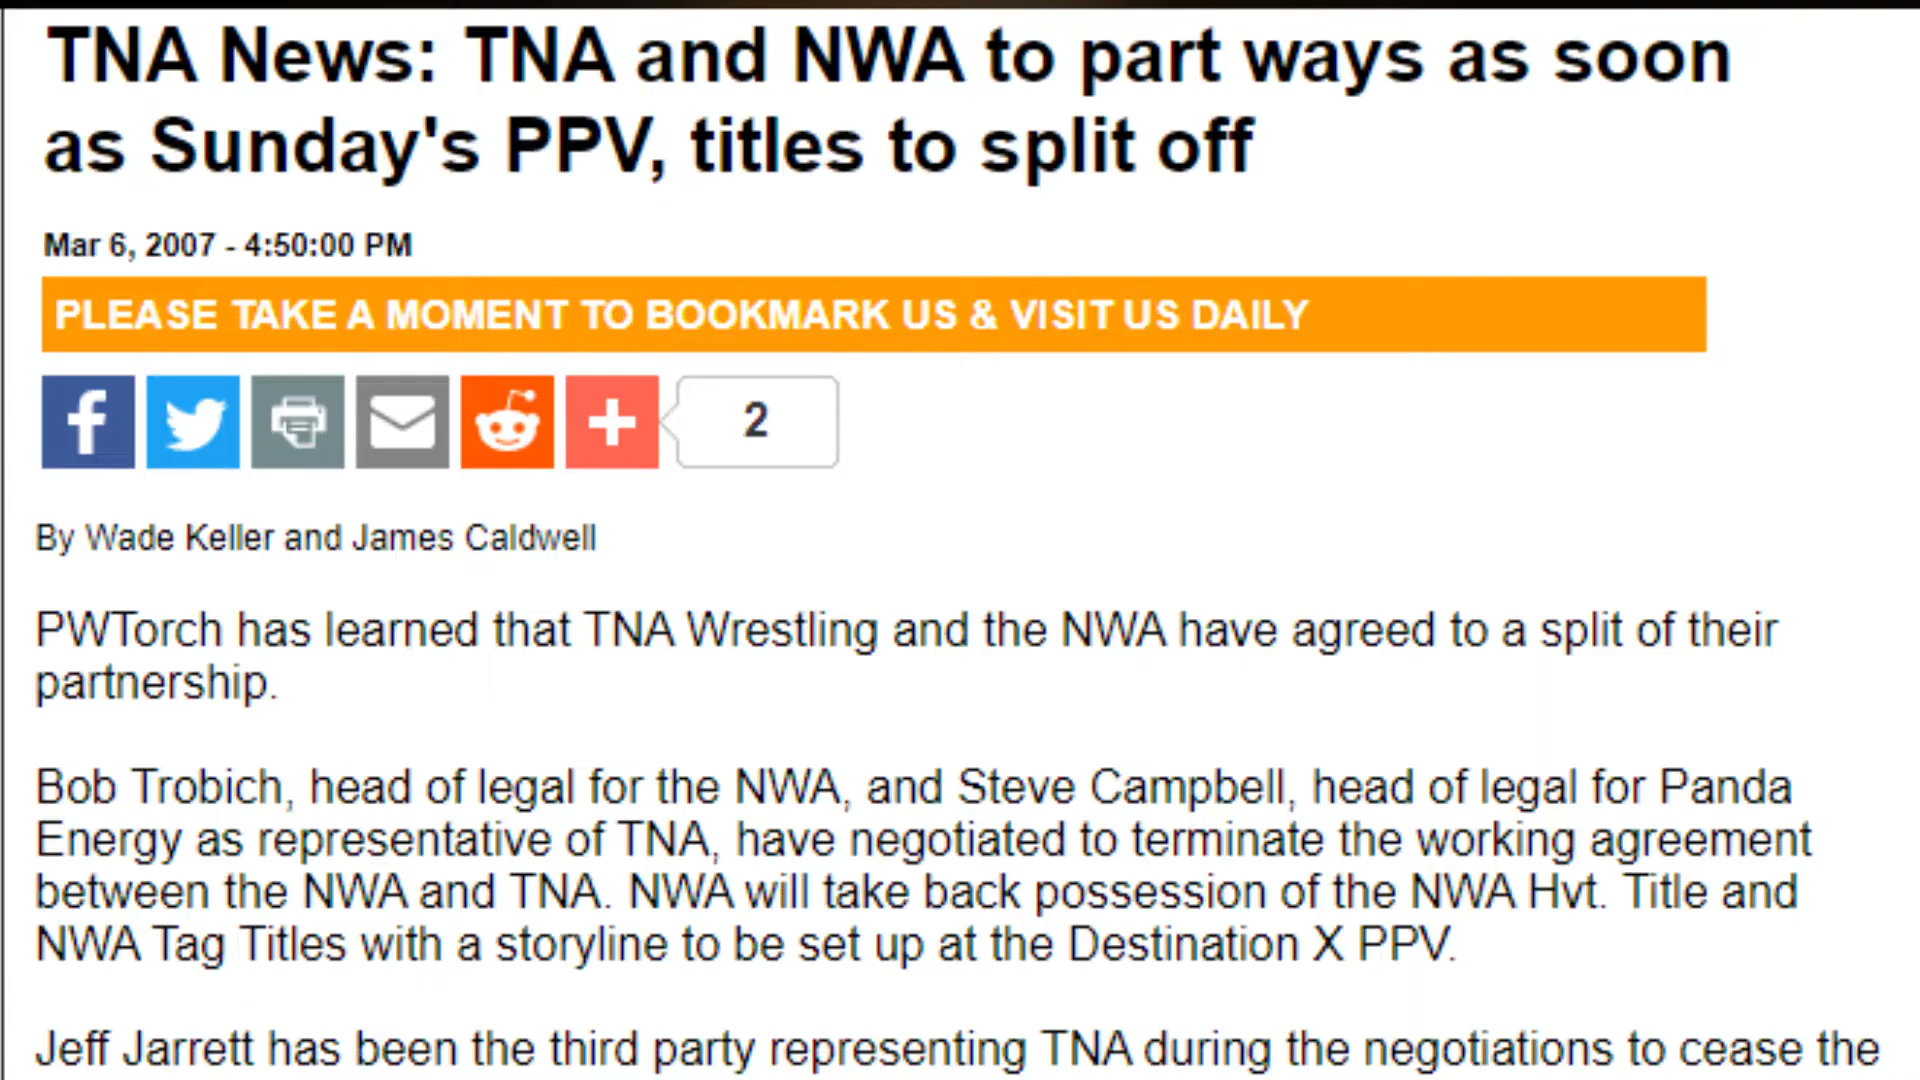 TNA News: TNA and NWA to part ways as soon
as Sunday's PPV, titles to split off
Mar 6, 2007 - 4:50:00 PM
PLEASE TAKE A MOMENT TO BOOKMARK US & VISIT US DAILY
2
By Wade Keller and James Caldwell
PWTorch has learned that TNA Wrestling and the NWA have agreed to a split of their
partnership.
Bob Trobich, head of legal for the NWA, and Steve Campbell, head of legal for Panda
Energy as representative of TNA, have negotiated to terminate the working agreement
between the NWA and TNA. NWA will take back possession of the NWA Hvt. Title and
NWA Tag Titles with a storyline to be set up at the Destination X PPV.
Jeff Jarrett has been the third party representing TNA during the negotiations to cease the